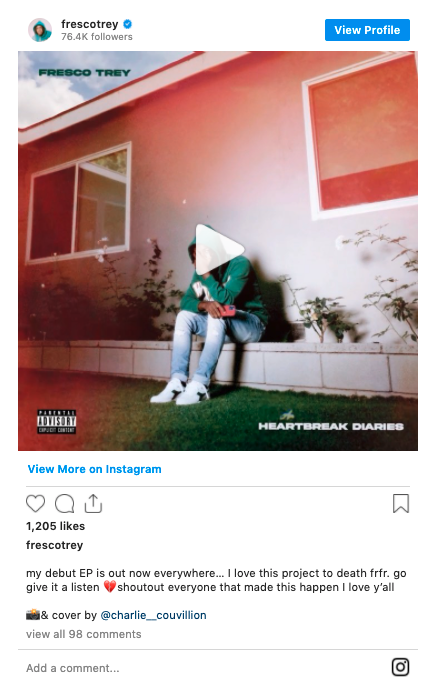 frescotrey
76.4K followers
View Profile
FRESCO TREY
PARENTAL
ADVISORY
EXPLICIT CONTENT
HEARTBREAK DIARIES
View More on Instagram
1,205 likes
frescotrey
my debut EP is out now everywhere... I love this project to death frfr. go
give it a listen 💔shoutout everyone that made this happen I love y’all
📸& cover by @charlie__couvillion
view all 98 comments
Add a comment...